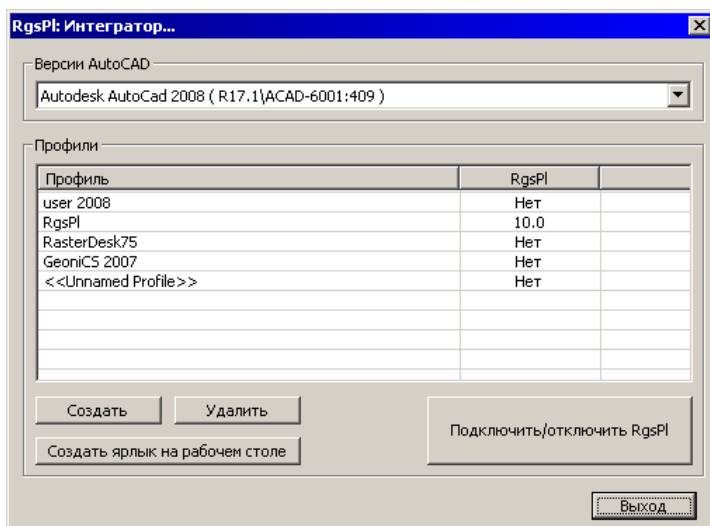 RgsPl: Интегратор...
Версии AutoCAD
Autodesk AutoCad 2008 ( R17.1\ACAD-6001:409 )
Профили
Профиль RgsPl
user 2008 Нет
RgsPl 10.0
RasterDesk75 Нет
GeoniCS 2007 Нет
<<Unnamed Profile>> Нет
Создать Удалить
Подключить/отключить RgsPl
Создать ярлык на рабочем столе
Выход